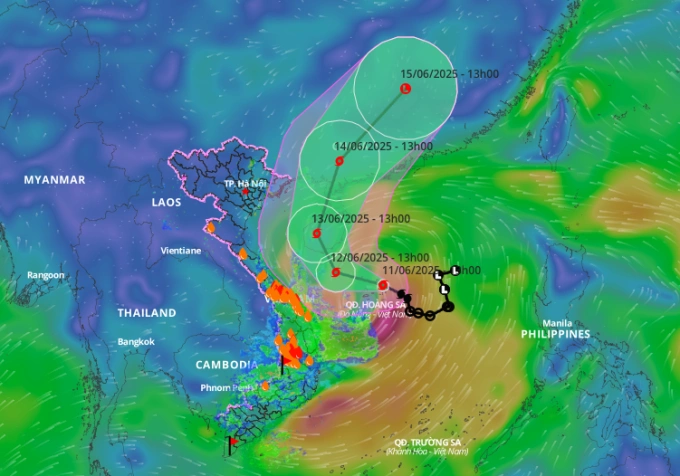 15/06/2025 - 13h00
14/06/2025 - 13h00
MYANMAR
TP. Hà Nội
LAOS
13/06/2025 - 13h00
Vientiane
12/06/2025 - 13h00
11/06/2025 - 13h00
L
L
L
Rangoon
QĐ. HOÀNG SA
(Đà Nẵng - Việt Nam)
THAILAND
Manila
PHILIPPINES
Bangkok
CAMBODIA
Phnom Penh
QĐ. TRƯỜNG SA
(Khánh Hòa - Việt Nam)